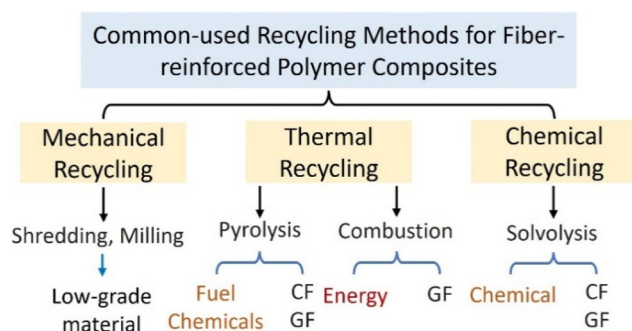 Common-used Recycling Methods for Fiber-
reinforced Polymer Composites
Mechanical
Recycling
Thermal
Recycling
Chemical
Recycling
Shredding, Milling
Pyrolysis
Combustion
Solvolysis
Low-grade
material
Fuel
Chemicals
CF
GF
Energy
GF
Chemical
CF
GF